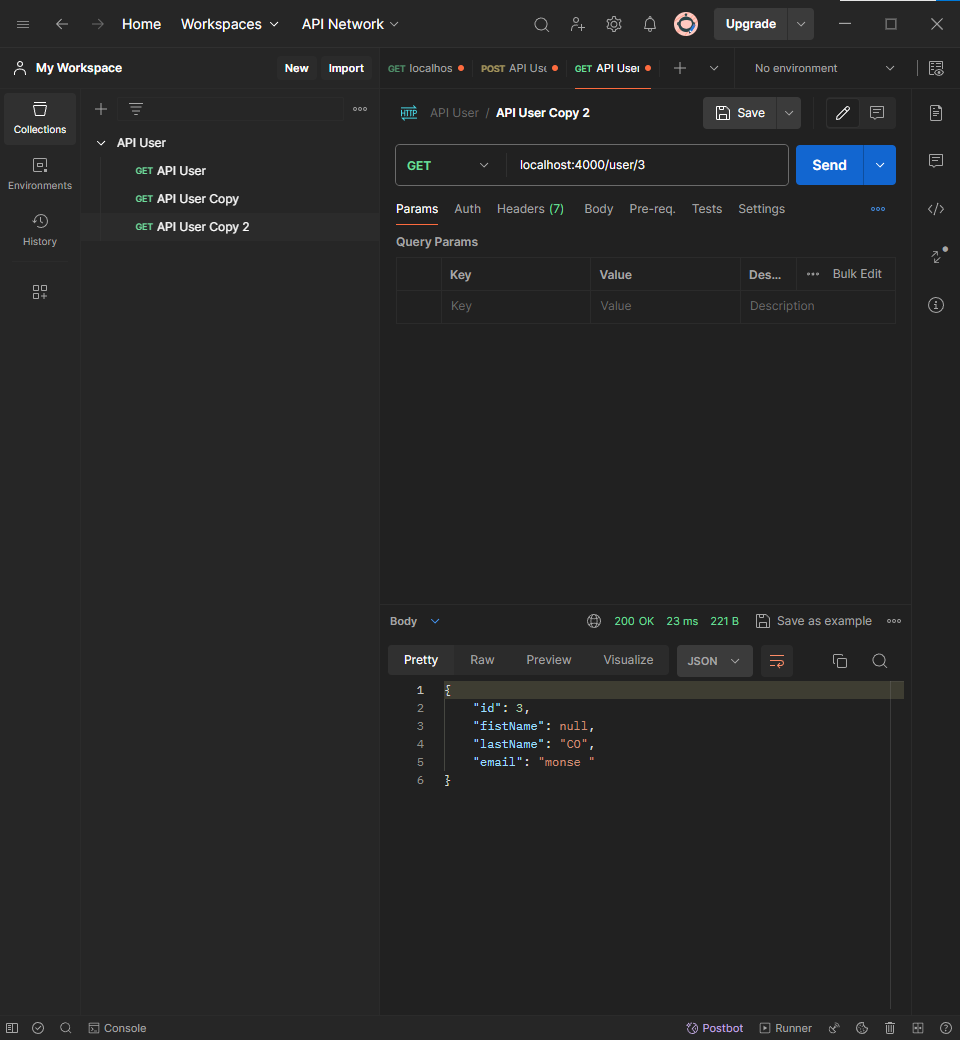 Home Workspaces API Network Upgrade
My Workspace New Import GET localhos POST API Use GET API User No environment
Collections
Environments
History
API User
GET API User
GET API User Copy
GET API User Copy 2
HTTP API User / API User Copy 2 Save
GET localhost:4000/user/3 Send
Params Auth Headers (7) Body Pre-req. Tests Settings
Query Params
Key Value Des... Bulk Edit
Key Value Description
Body 200 OK 23 ms 221 B Save as example
Pretty Raw Preview Visualize JSON
1 {
2 "id": 3,
3 "fistName": null,
4 "lastName": "CO",
5 "email": "monse "
6 }
Console Postbot Runner